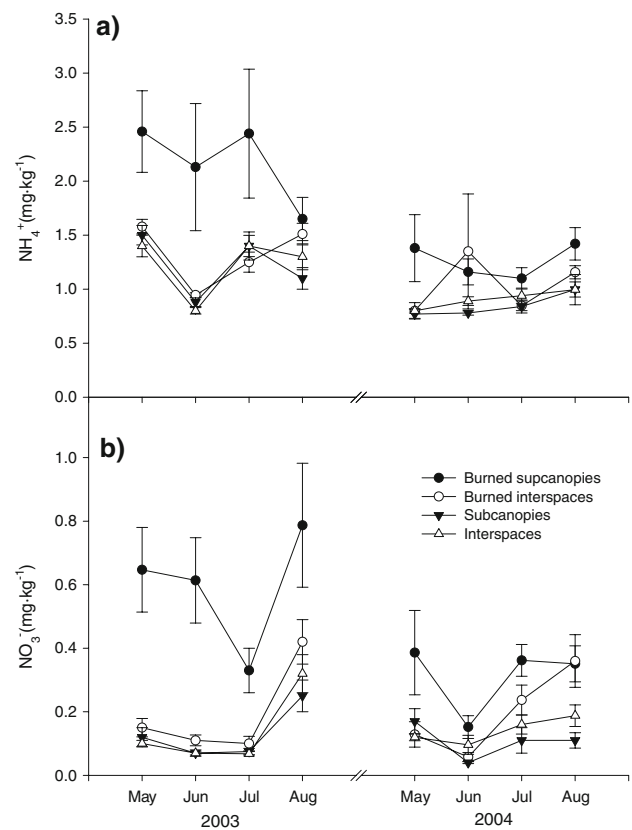 a)
3.5
3.0
2.5
2.0
1.5
1.0
0.5
0.0
NH₄⁺(mg·kg⁻¹)
b)
1.0
0.8
0.6
0.4
0.2
0.0
NO₃⁻(mg·kg⁻¹)
Burned supcanopies
Burned interspaces
Subcanopies
Interspaces
May Jun Jul Aug May Jun Jul Aug
2003 2004